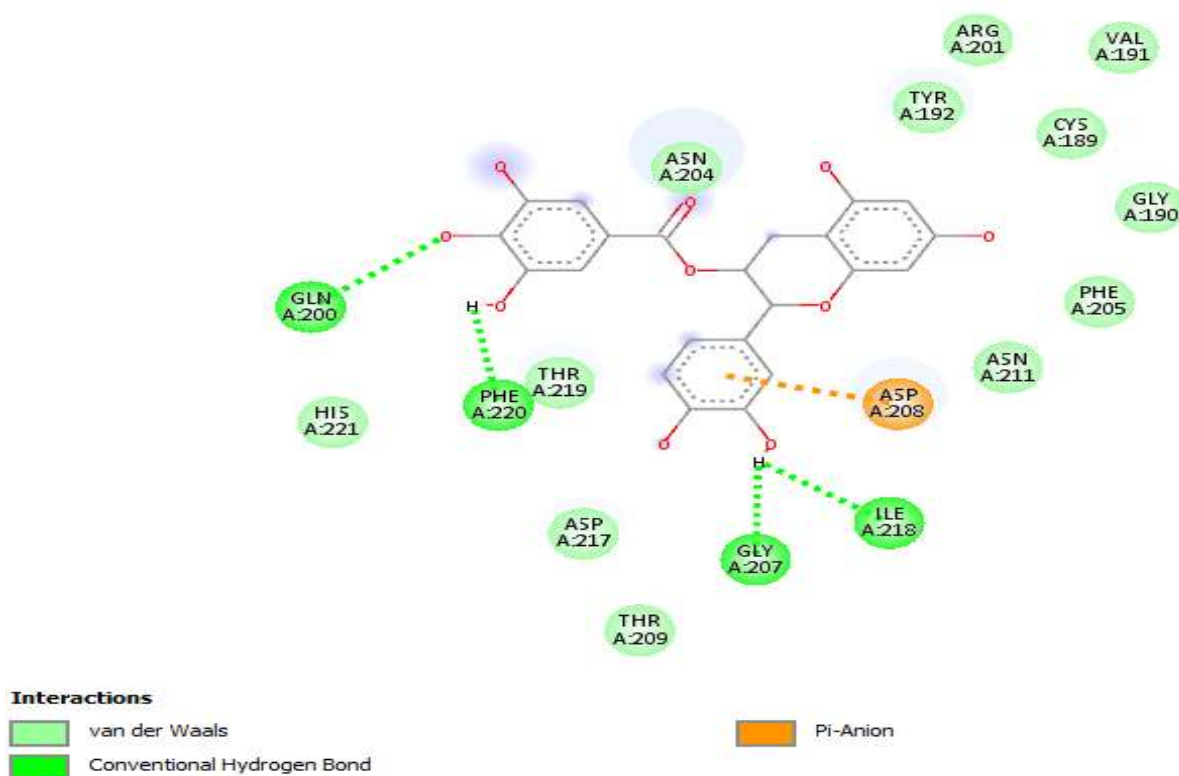 ARG
A:201
VAL
A:191
TYR
A:192
CYS
A:189
ASN
A:204
GLY
A:190
O
O
O
O
O
O
GLN
A:200
H
O
O
O
PHE
A:205
THR
A:219
ASN
A:211
PHE
A:220
ASP
A:208
HIS
A:221
O
O
H
ASP
A:217
ILE
A:218
GLY
A:207
THR
A:209
Interactions
van der Waals
Pi-Anion
Conventional Hydrogen Bond